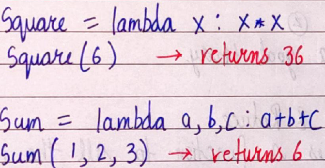 Square = lambda x : x*x
Square (6) → returns 36
Sum = lambda a, b, c : a+b+c
Sum ( 1, 2, 3) → returns 6